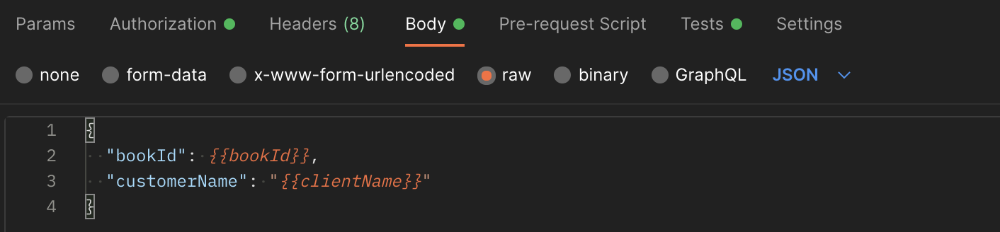 Params Authorization Headers (8) Body Pre-request Script Tests Settings
none form-data x-www-form-urlencoded raw binary GraphQL JSON
1 {
2 "bookId": {{bookId}},
3 "customerName": "{{clientName}}"
4 }